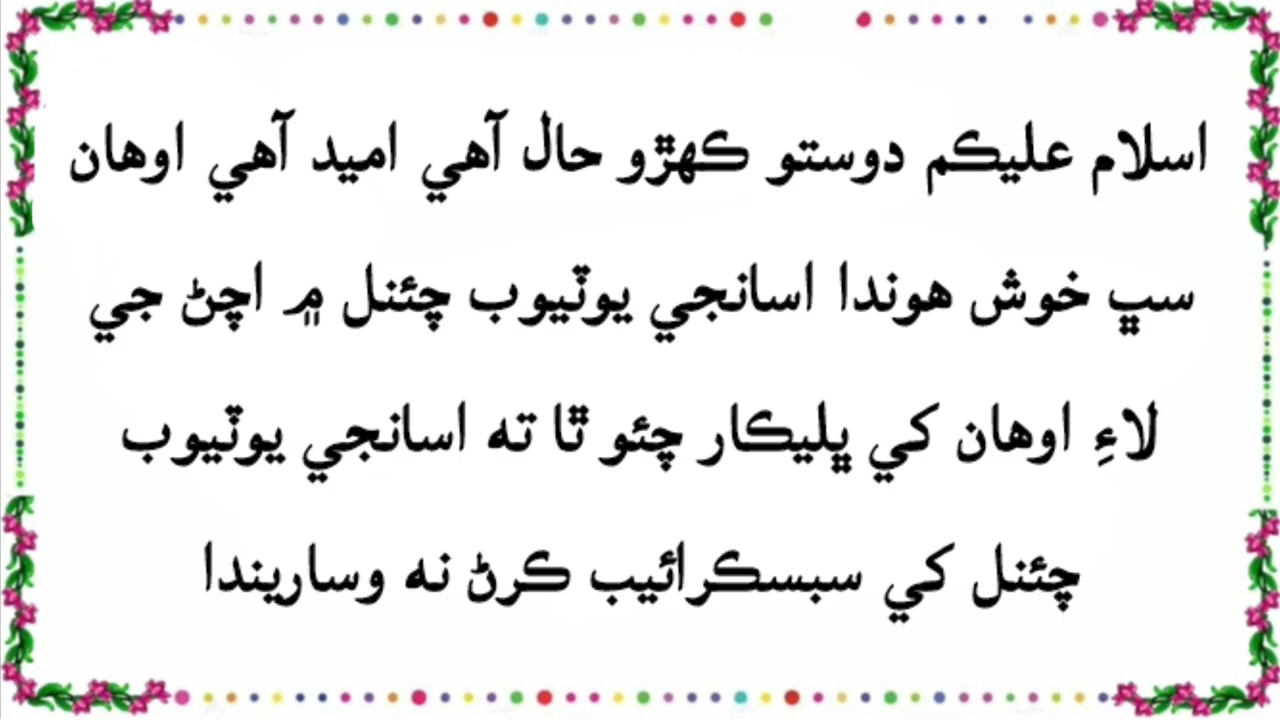 اسلام عليڪم دوستو ڪهڙو حال آهي اميد آهي اوهان
سڀ خوش هوندا اسانجي يوٽيوب چئنل ۾ اچڻ جي
لاءِ اوهان کي ڀليڪار چئو ٿا ته اسانجي يوٽيوب
چئنل کي سبسڪرائيب ڪرڻ نه وساريندا